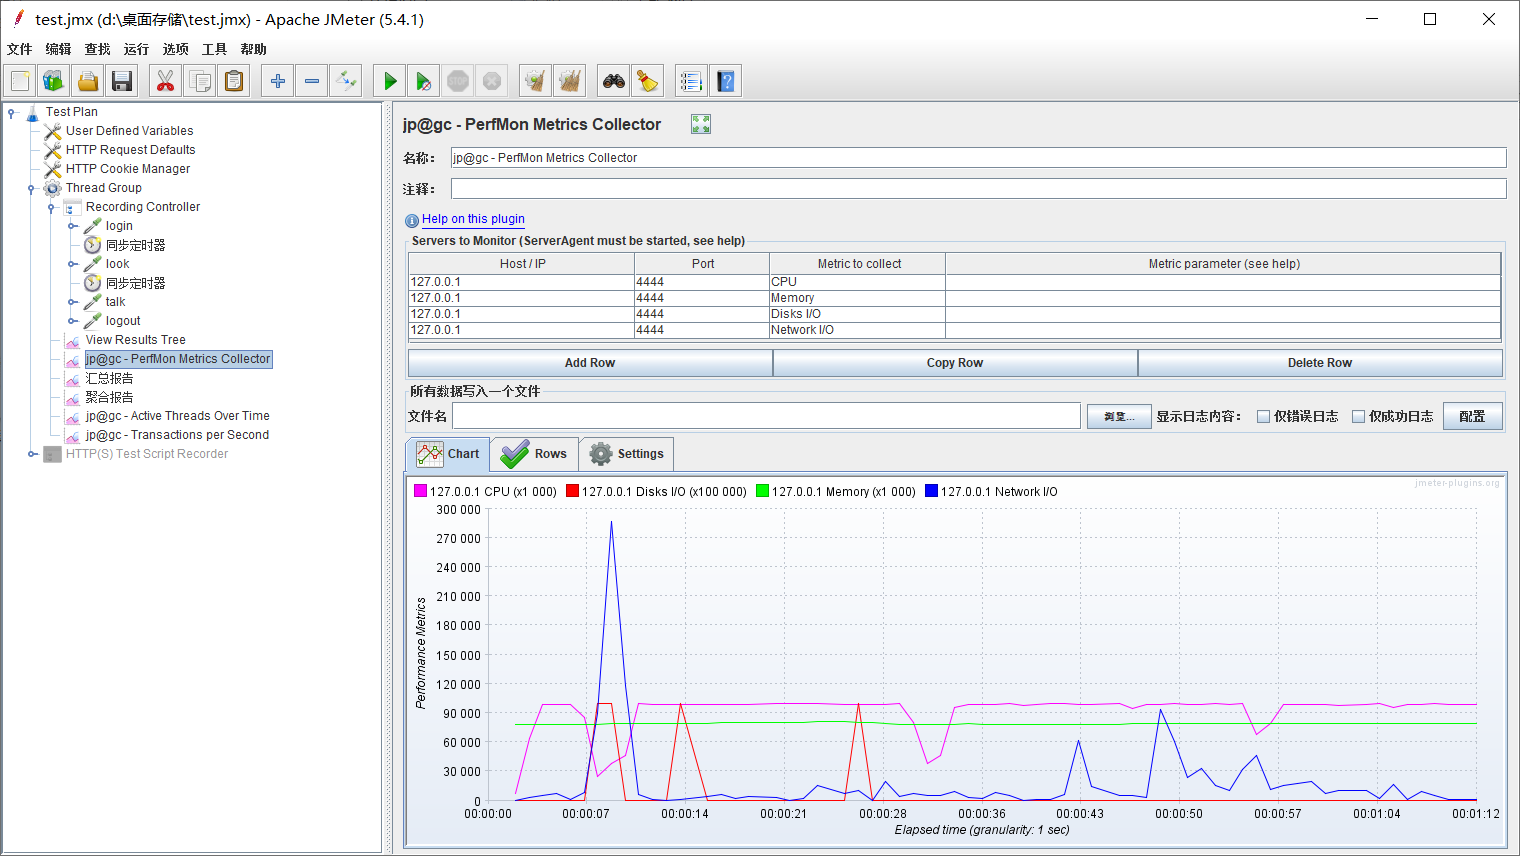 test.jmx (d:\桌面存储\test.jmx) - Apache JMeter (5.4.1)
文件 编辑 查找 运行 选项 工具 帮助
STOP
Test Plan
User Defined Variables
HTTP Request Defaults
HTTP Cookie Manager
Thread Group
Recording Controller
login
同步定时器
look
同步定时器
talk
logout
View Results Tree
jp@gc - PerfMon Metrics Collector
汇总报告
聚合报告
jp@gc - Active Threads Over Time
jp@gc - Transactions per Second
HTTP(S) Test Script Recorder
jp@gc - PerfMon Metrics Collector
名称： jp@gc - PerfMon Metrics Collector
注释：
Help on this plugin
Servers to Monitor (ServerAgent must be started, see help)
Host / IP Port Metric to collect Metric parameter (see help)
127.0.0.1 4444 CPU
127.0.0.1 4444 Memory
127.0.0.1 4444 Disks I/O
127.0.0.1 4444 Network I/O
Add Row Copy Row Delete Row
所有数据写入一个文件
文件名 浏览... 显示日志内容： 仅错误日志 仅成功日志 配置
Chart Rows Settings
127.0.0.1 CPU (x1 000) 127.0.0.1 Disks I/O (x100 000) 127.0.0.1 Memory (x1 000) 127.0.0.1 Network I/O
jmeter-plugins.org
300 000
270 000
240 000
210 000
180 000
150 000
120 000
90 000
60 000
30 000
0
Performance Metrics
00:00:00 00:00:07 00:00:14 00:00:21 00:00:28 00:00:36 00:00:43 00:00:50 00:00:57 00:01:04 00:01:12
Elapsed time (granularity: 1 sec)